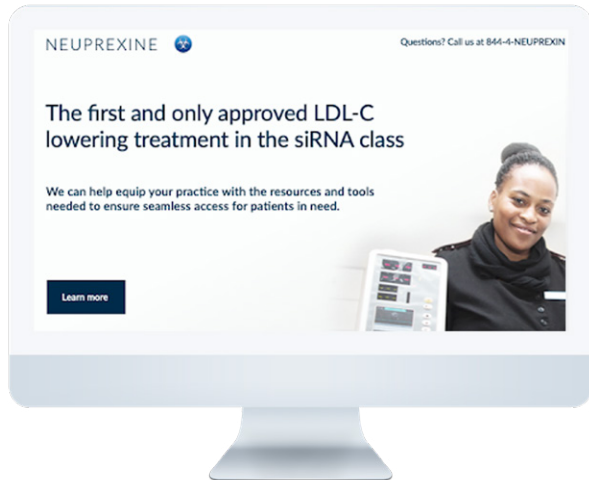 NEUPREXINE
Questions? Call us at 844-4-NEUPREXIN
The first and only approved LDL-C
lowering treatment in the siRNA class
We can help equip your practice with the resources and tools
needed to ensure seamless access for patients in need.
Learn more